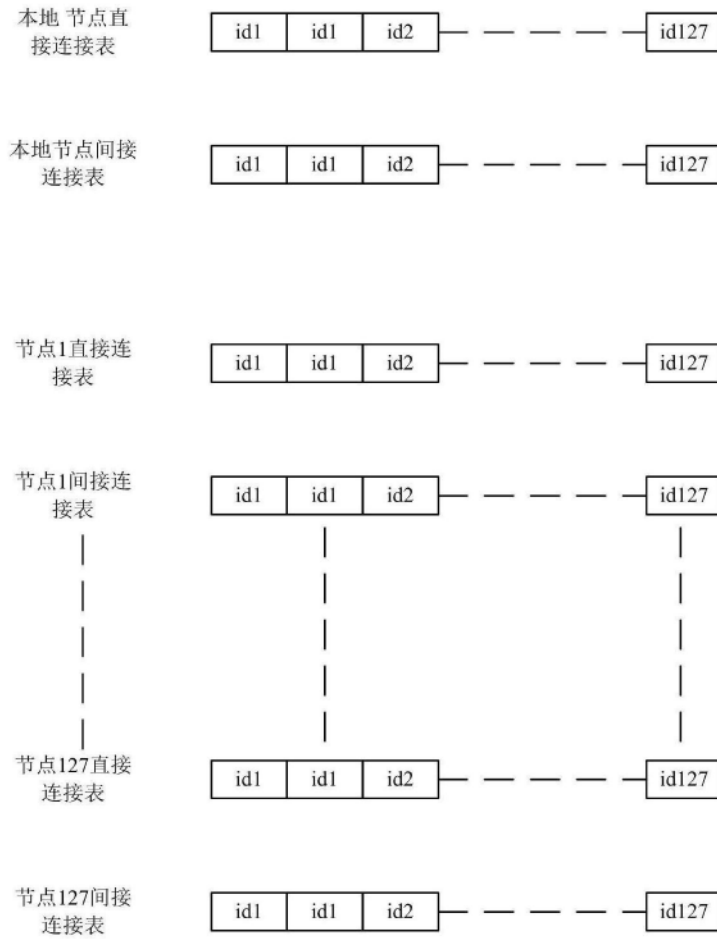 本地 节点直
接连接表
id1 id1 id2 id127
本地节点间接
连接表
id1 id1 id2 id127
节点1直接连
接表
id1 id1 id2 id127
节点1间接连
接表
id1 id1 id2 id127
节点127直接
连接表
id1 id1 id2 id127
节点127间接
连接表
id1 id1 id2 id127